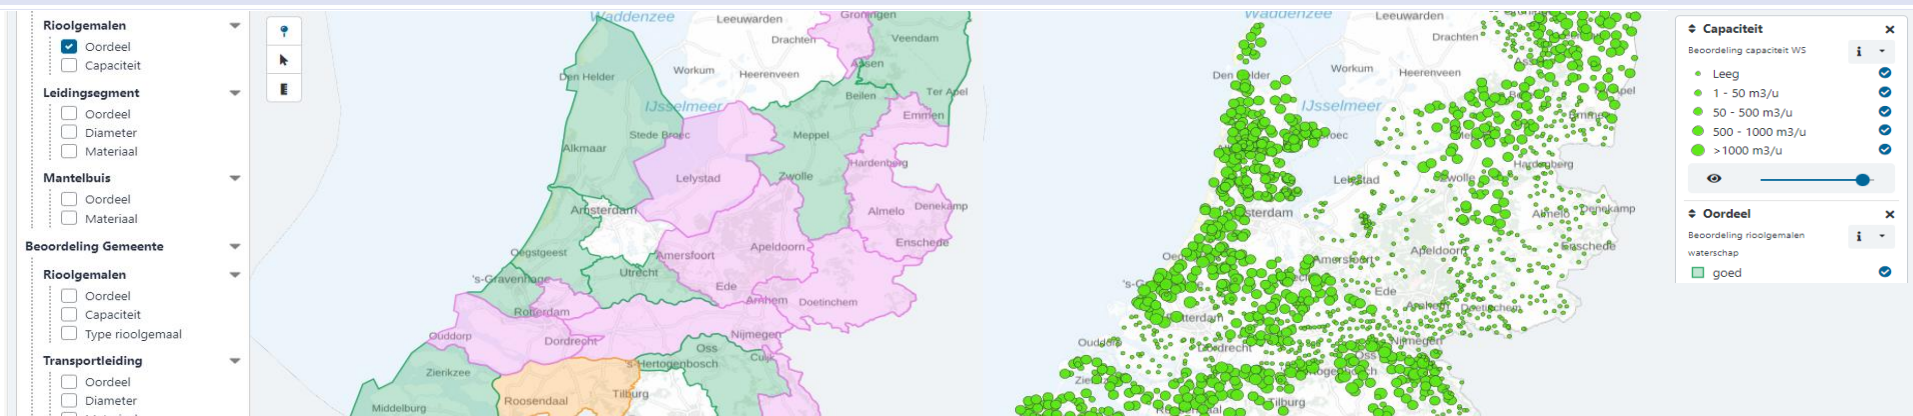 Rioolgemalen
Oordeel
Capaciteit
Leidingsegment
Oordeel
Diameter
Materiaal
Mantelbuis
Oordeel
Materiaal
Beoordeling Gemeente
Rioolgemalen
Oordeel
Capaciteit
Type rioolgemaal
Transportleiding
Oordeel
Diameter
Waddenzee
Leeuwarden
Groningen
Drachten
Veendam
Assen
Den Helder
Workum
Heerenveen
Beilen
Ter Apel
IJsselmeer
Emmen
Stede Broec
Meppel
Alkmaar
Hardenberg
Lelystad
Zwolle
Amsterdam
Almelo
Denekamp
Oegstgeest
Amersfoort
Apeldoorn
Enschede
's-Gravenhage
Utrecht
Ede
Arnhem
Doetinchem
Rotterdam
Ouddorp
Dordrecht
Nijmegen
Oss
Cuijk
's-Hertogenbosch
Zierikzee
Tilburg
Roosendaal
Middelburg
Waddenzee
Leeuwarden
Drachten
Workum
Heerenveen
IJsselmeer
Hardenberg
Lelystad
Zwolle
Almelo
Denekamp
Enschede
Apeldoorn
Amersfoort
Ede
Arnhem
Doetinchem
Dordrecht
Nijmegen
Oss
Tilburg
Capaciteit
Beoordeling capaciteit WS
Leeg
1 - 50 m3/u
50 - 500 m3/u
500 - 1000 m3/u
>1000 m3/u
Oordeel
Beoordeling rioolgemalen
waterschap
goed